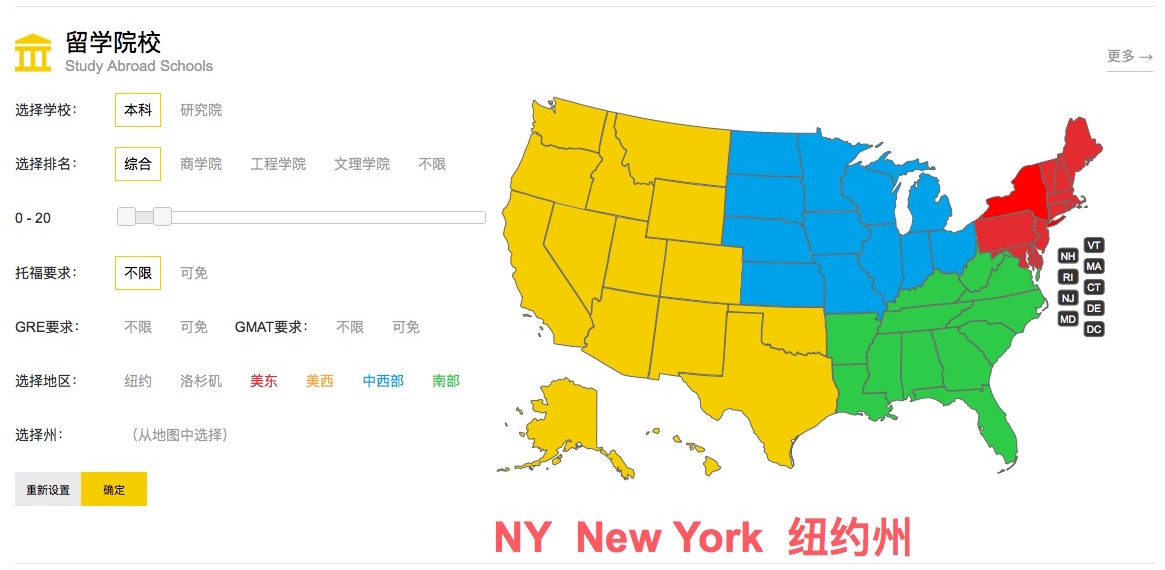 留学院校
Study Abroad Schools
更多 →
选择学校： 本科 研究院
选择排名： 综合 商学院 工程学院 文理学院 不限
0 - 20
托福要求： 不限 可免
GRE要求： 不限 可免 GMAT要求： 不限 可免
选择地区： 纽约 洛杉矶 美东 美西 中西部 南部
选择州： （从地图中选择）
重新设置 确定
VT
NH
MA
RI
CT
NJ
DE
MD
DC
NY New York 纽约州